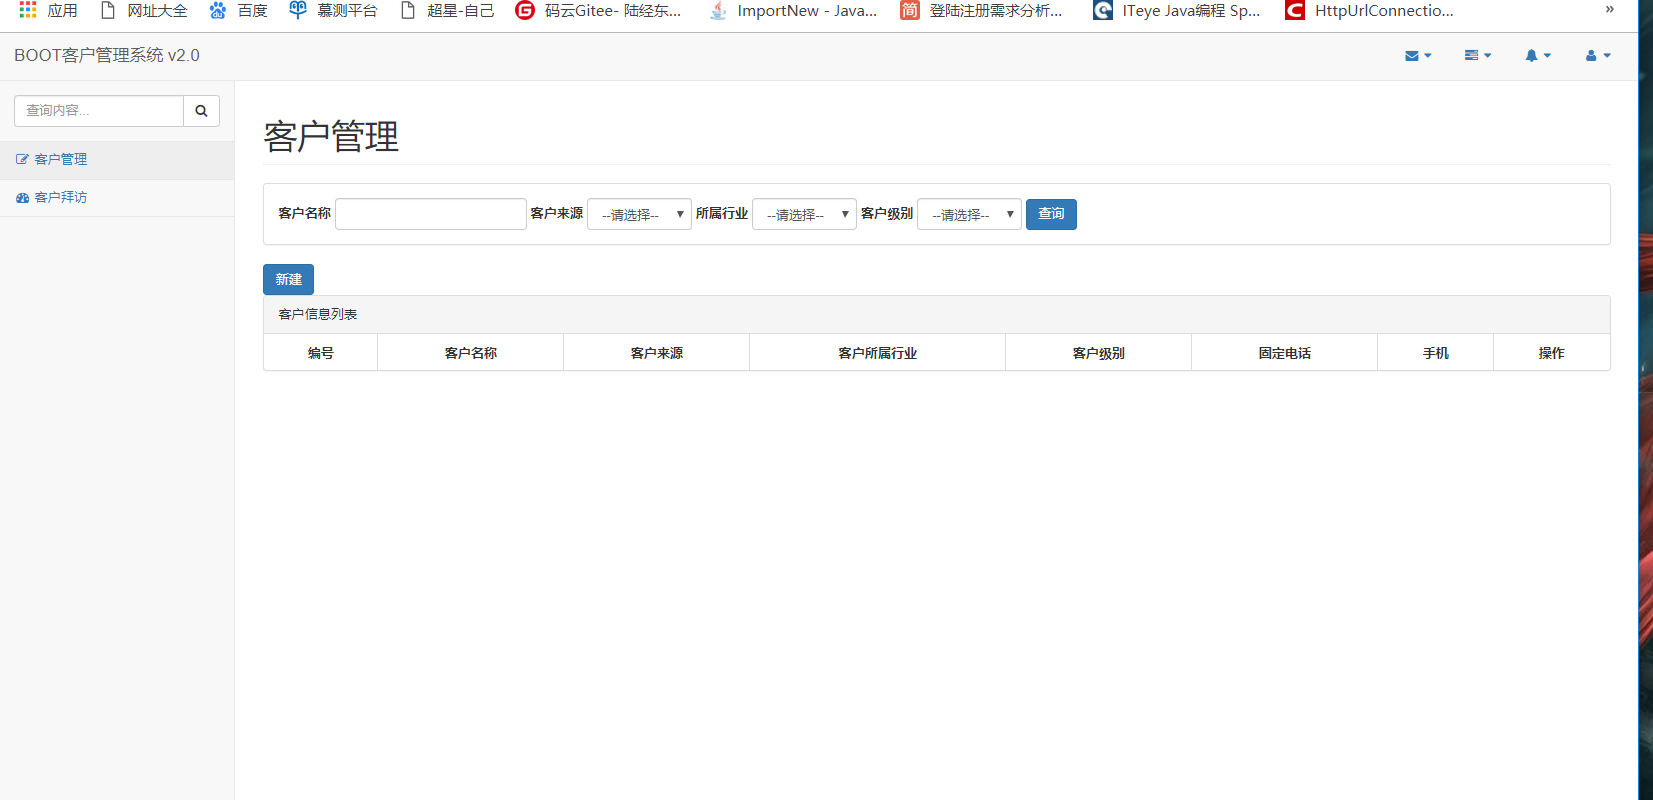 应用 网址大全 百度 慕测平台 超星-自己 码云Gitee- 陆经东... ImportNew - Java... 登陆注册需求分析... ITeye Java编程 Sp... HttpUrlConnectio... »
BOOT客户管理系统 v2.0
查询内容...
客户管理
客户拜访
客户管理
客户名称 客户来源 --请选择-- 所属行业 --请选择-- 客户级别 --请选择-- 查询
新建
客户信息列表
编号 客户名称 客户来源 客户所属行业 客户级别 固定电话 手机 操作